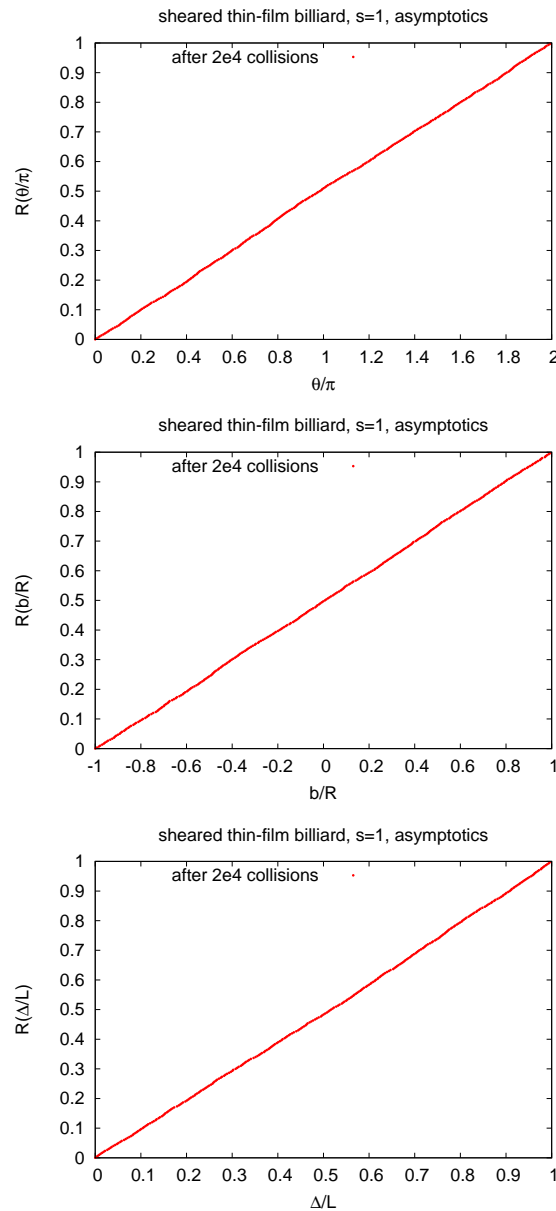 sheared thin-film billiard, s=1, asymptotics
1
after 2e4 collisions
0.9
0.8
0.7
0.6
R(θ/π)
0.5
0.4
0.3
0.2
0.1
0
0 0.2 0.4 0.6 0.8 1 1.2 1.4 1.6 1.8 2
θ/π
sheared thin-film billiard, s=1, asymptotics
1
after 2e4 collisions
0.9
0.8
0.7
0.6
R(b/R)
0.5
0.4
0.3
0.2
0.1
0
-1 -0.8 -0.6 -0.4 -0.2 0 0.2 0.4 0.6 0.8 1
b/R
sheared thin-film billiard, s=1, asymptotics
1
after 2e4 collisions
0.9
0.8
0.7
0.6
R(Δ/L)
0.5
0.4
0.3
0.2
0.1
0
0 0.1 0.2 0.3 0.4 0.5 0.6 0.7 0.8 0.9 1
Δ/L